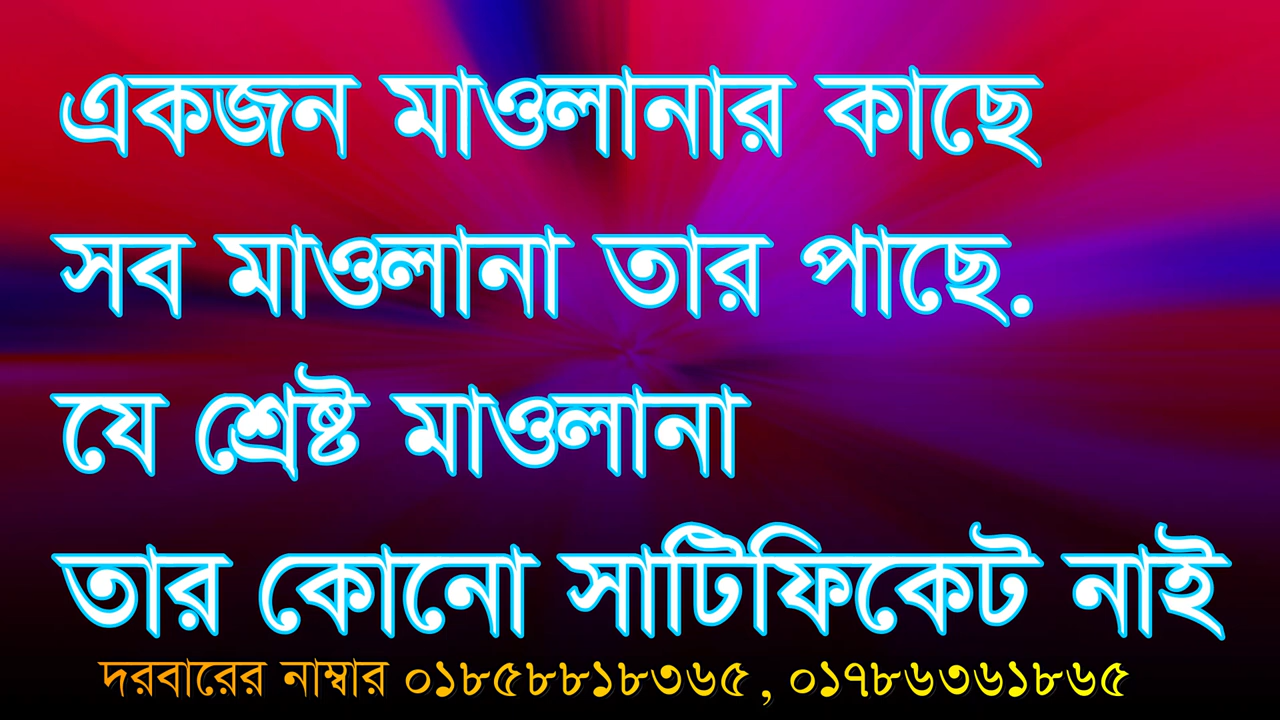 একজন মাওলানার কাছে
সব মাওলানা তার পাছে.
যে শ্রেষ্ট মাওলানা
তার কোনো সার্টিফিকেট নাই
দরবারের নাম্বার ০১৮৫৮৮১৮৩৬৫, ০১৭৮৬৩৬১৮৬৫